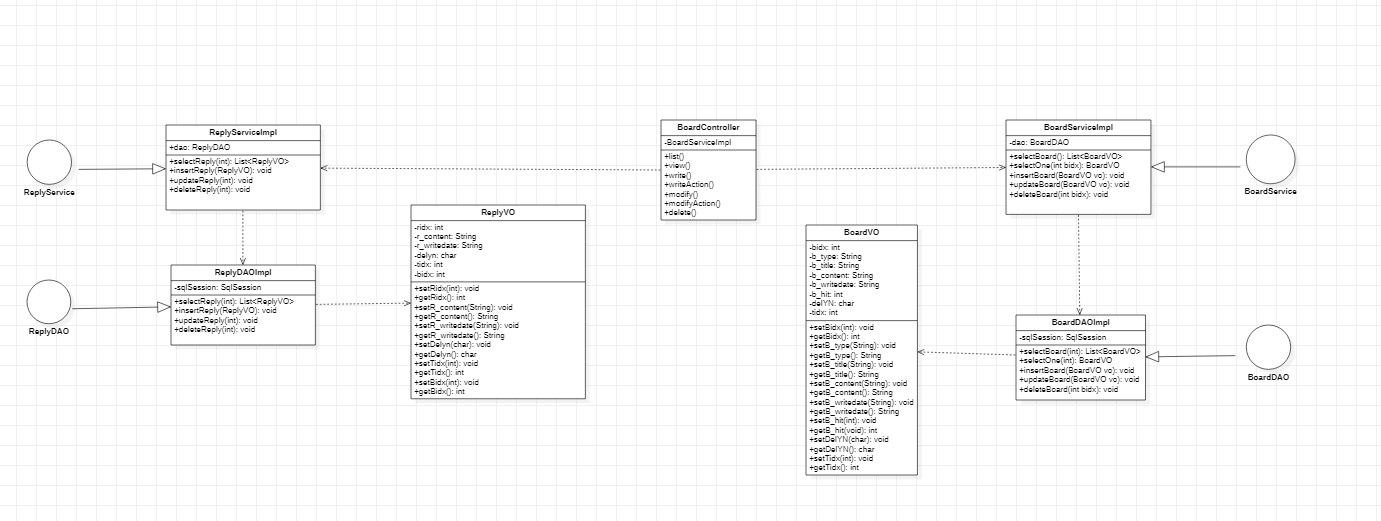 ReplyService
ReplyServiceImpl
+dao: ReplyDAO
+selectReply(int): List<ReplyVO>
+insertReply(ReplyVO): void
+updateReply(int): void
+deleteReply(int): void
ReplyDAO
ReplyDAOImpl
-sqlSession: SqlSession
+selectReply(int): List<ReplyVO>
+insertReply(ReplyVO): void
+updateReply(int): void
+deleteReply(int): void
ReplyVO
-ridx: int
-r_content: String
-r_writedate: String
-delyn: char
-tidx: int
-bidx: int
+setRidx(int): void
+getRidx(): int
+setR_content(String): void
+getR_content(): String
+setR_writedate(String): void
+getR_writedate(): String
+setDelyn(char): void
+getDelyn(): char
+setTidx(int): void
+getTidx(): int
+setBidx(int): void
+getBidx(): int
BoardController
-BoardServiceImpl
+list()
+view()
+write()
+writeAction()
+modify()
+modifyAction()
+delete()
BoardVO
-bidx: int
-b_type: String
-b_title: String
-b_content: String
-b_writedate: String
-b_hit: int
-delYN: char
-tidx: int
+setBidx(int): void
+getBidx(): int
+setB_type(String): void
+getB_type(): String
+setB_title(String): void
+getB_title(): String
+setB_content(String): void
+getB_content(): String
+setB_writedate(String): void
+getB_writedate(): String
+setB_hit(int): void
+getB_hit(void): int
+setDelYN(char): void
+getDelYN(): char
+setTidx(int): void
+getTidx(): int
BoardServiceImpl
-dao: BoardDAO
+selectBoard(): List<BoardVO>
+selectOne(int bidx): BoardVO
+insertBoard(BoardVO vo): void
+updateBoard(BoardVO vo): void
+deleteBoard(int bidx): void
BoardService
BoardDAOImpl
-sqlSession: SqlSession
+selectBoard(int): List<BoardVO>
+selectOne(int): BoardVO
+insertBoard(BoardVO vo): void
+updateBoard(BoardVO vo): void
+deleteBoard(int bidx): void
BoardDAO